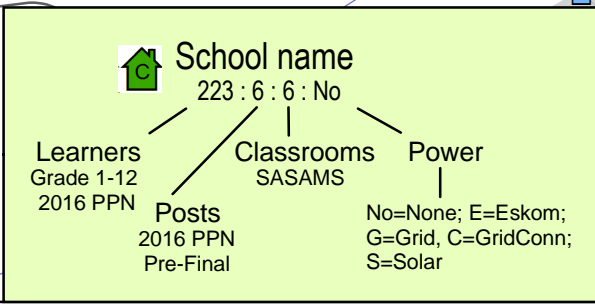 C
School name
223 : 6 : 6 : No
Learners
Grade 1-12
2016 PPN
Posts
2016 PPN
Pre-Final
Classrooms
SASAMS
Power
No=None; E=Eskom;
G=Grid, C=GridConn;
S=Solar